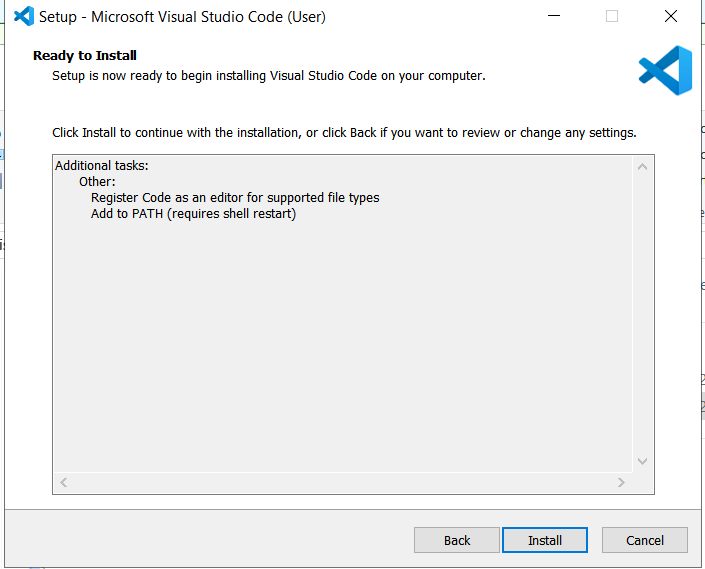 Setup - Microsoft Visual Studio Code (User)
Ready to Install
Setup is now ready to begin installing Visual Studio Code on your computer.
Click Install to continue with the installation, or click Back if you want to review or change any settings.
Additional tasks:
Other:
Register Code as an editor for supported file types
Add to PATH (requires shell restart)
Back
Install
Cancel